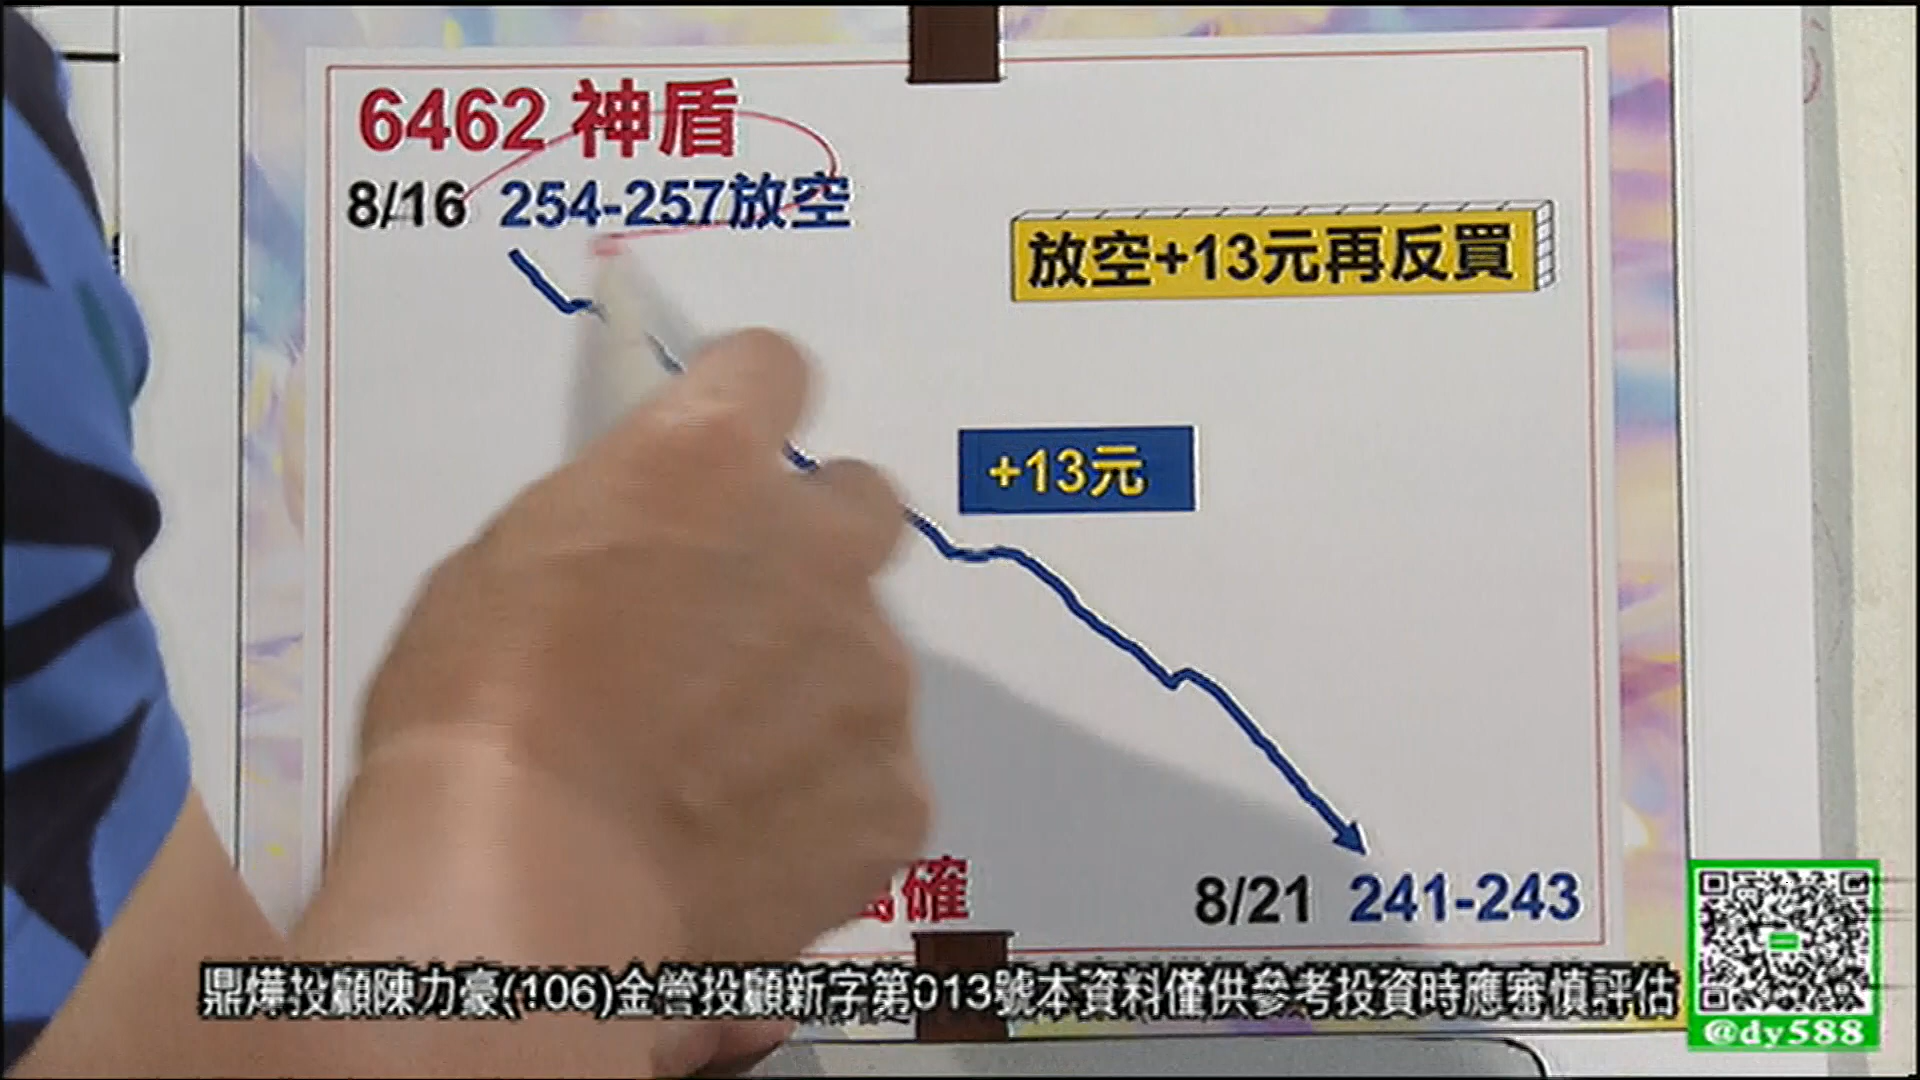 6462 神盾
8/16 254-257放空
放空+13元再反買
+13元
確
8/21 241-243
鼎燁投顧陳力豪(106)金管投顧新字第013號本資料僅供參考投資時應審慎評估
@dy588